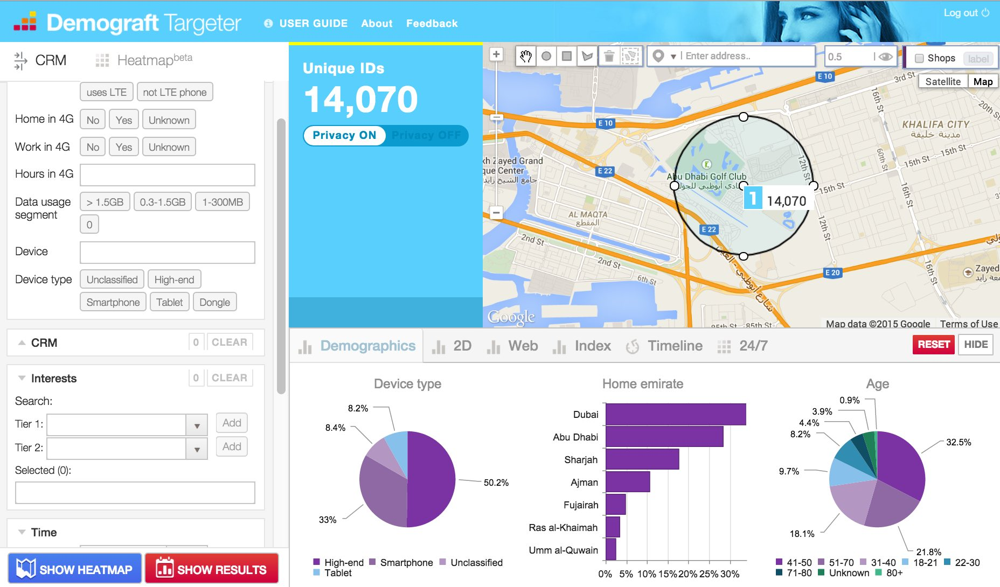 Demograft Targeter
USER GUIDE About Feedback
Log out
CRM Heatmapbeta
uses LTE not LTE phone
Home in 4G No Yes Unknown
Work in 4G No Yes Unknown
Hours in 4G
Data usage segment > 1.5GB 0.3-1.5GB 1-300MB
0
Device
Device type Unclassified High-end
Smartphone Tablet Dongle
CRM 0 CLEAR
Interests 0 CLEAR
Search:
Tier 1: Add
Tier 2: Add
Selected (0):
Time
SHOW HEATMAP SHOW RESULTS
Unique IDs
14,070
Privacy ON Privacy OFF
Enter address.. 0.5 Shops label
Satellite Map
E 10
3rd St
16th St
20th St
E 10
KHALIFA CITY
مدينة خليفة
Zayed Grand
Center
جامع الشيخ زايد
E 22
60th St
15th St
15th St
12th St
Abu Dhabi Golf Club
نادي أبوظبي للجولف
15th St
1 14,070
16th St
AL MAQTA
المقطع
E 22
12th St
2nd St
2nd St
6th St
شارع أبوظبي - العين
E 20
16th St
Zayed
85th St
Google
Map data ©2015 Google Terms of Use
Demographics 2D Web Index Timeline 24/7
RESET HIDE
Device type
8.2%
8.4%
50.2%
33%
High-end Smartphone Unclassified
Tablet
Home emirate
Dubai
Abu Dhabi
Sharjah
Ajman
Fujairah
Ras al-Khaimah
Umm al-Quwain
0% 5% 10% 15% 20% 25% 30%
Age
0.9%
3.9%
4.4%
8.2%
32.5%
9.7%
18.1%
21.8%
41-50 51-70 31-40 18-21 22-30
71-80 Unknown 80+